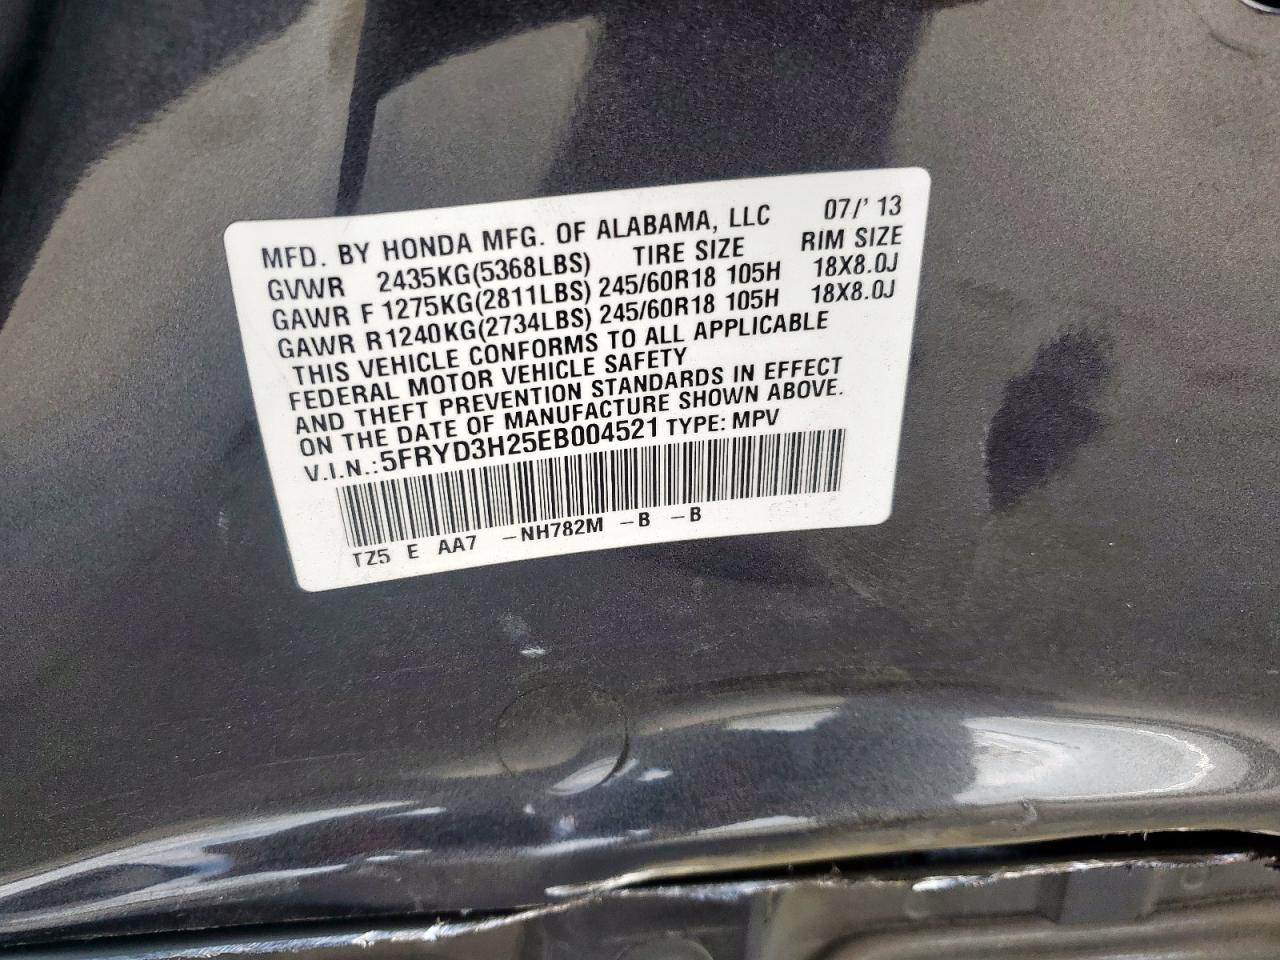 MFD. BY HONDA MFG. OF ALABAMA, LLC 07/' 13
GVWR 2435KG(5368LBS) TIRE SIZE RIM SIZE
GAWR F 1275KG(2811LBS) 245/60R18 105H 18X8.0J
GAWR R1240KG(2734LBS) 245/60R18 105H 18X8.0J
THIS VEHICLE CONFORMS TO ALL APPLICABLE
FEDERAL MOTOR VEHICLE SAFETY
AND THEFT PREVENTION STANDARDS IN EFFECT
ON THE DATE OF MANUFACTURE SHOWN ABOVE.
V.I.N.:5FRYD3H25EB004521 TYPE: MPV
TZ5 E AA7 -NH782M -B -B